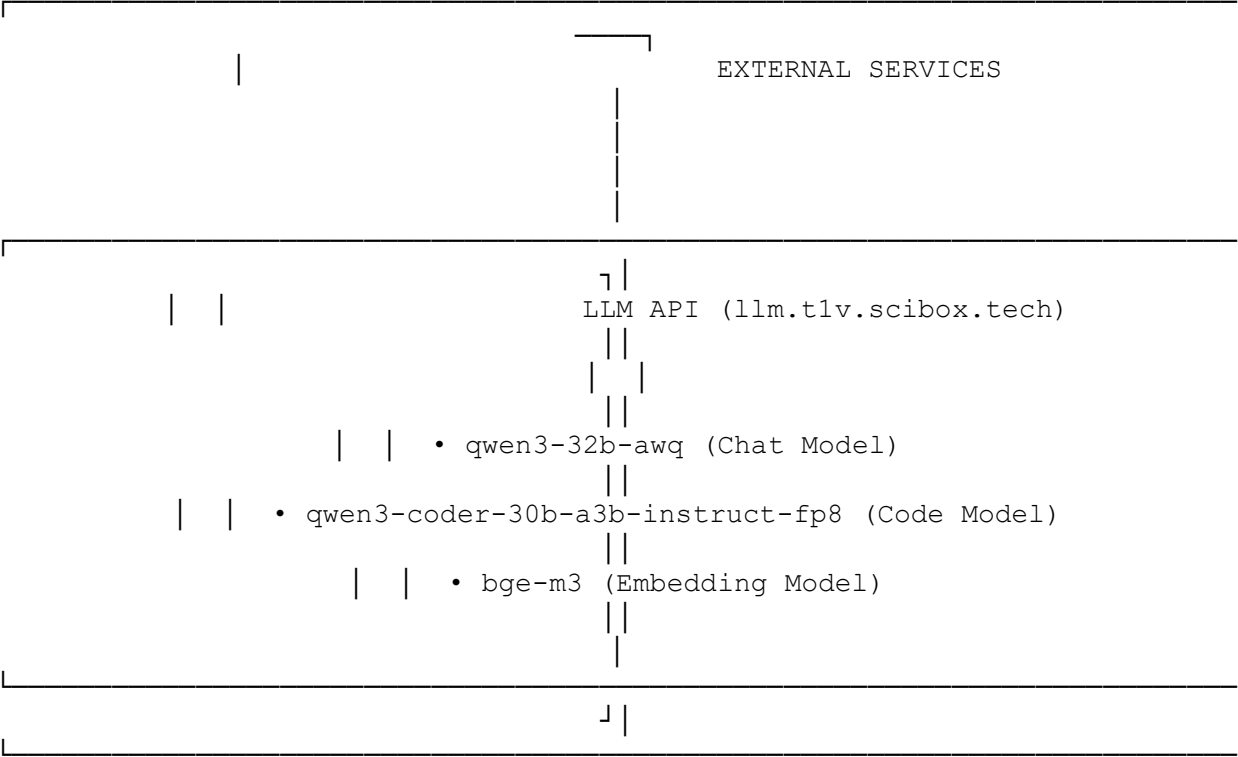 EXTERNAL SERVICES
LLM API (llm.t1v.scibox.tech)
• qwen3-32b-awq (Chat Model)
• qwen3-coder-30b-a3b-instruct-fp8 (Code Model)
• bge-m3 (Embedding Model)